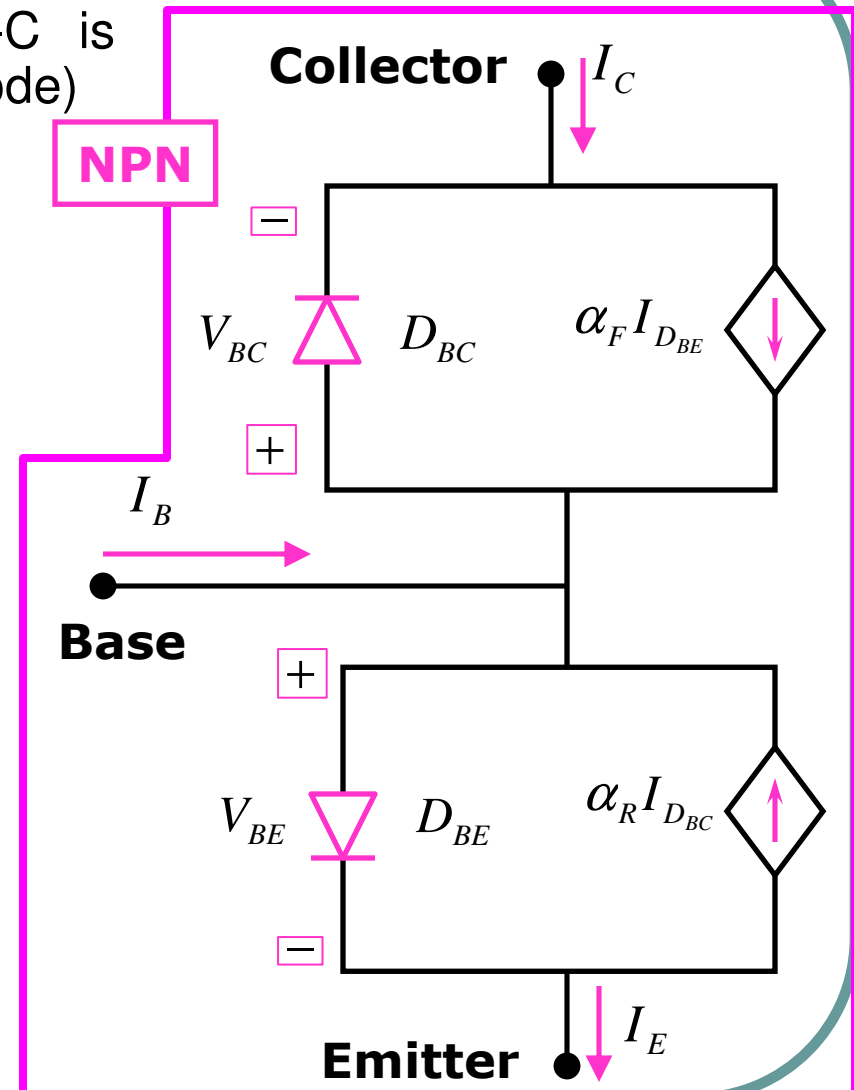 -C is
ode)
Collector
I_C
NPN
−
V_BC
D_BC
α_F I_D_BE
+
I_B
Base
+
V_BE
D_BE
α_R I_D_BC
−
I_E
Emitter